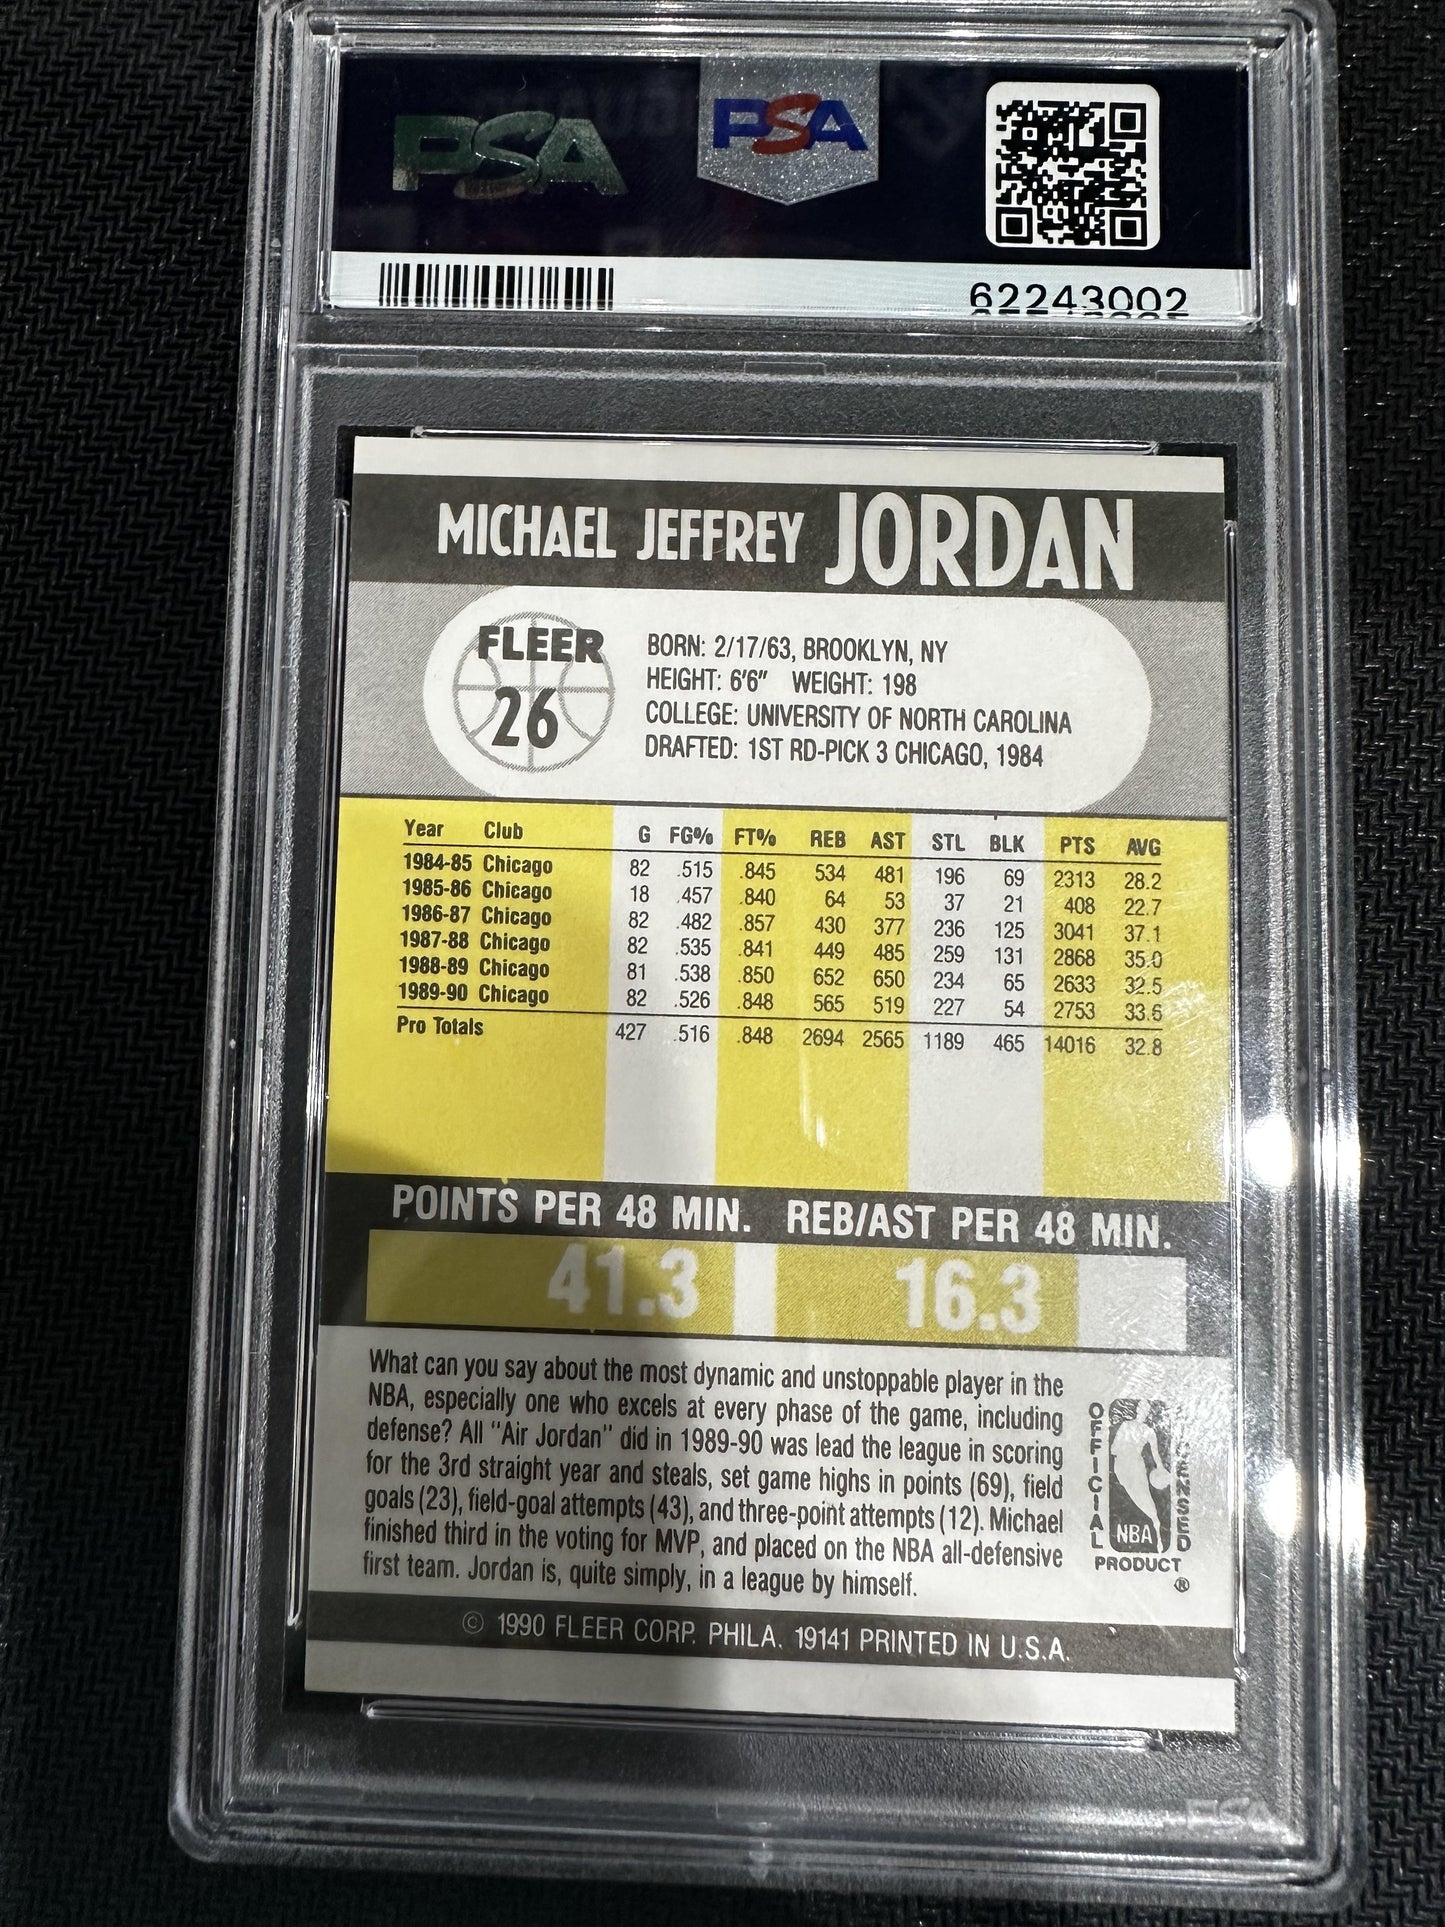 PSA PSA
62243002
MICHAEL JEFFREY JORDAN
FLEER
26
BORN: 2/17/63, BROOKLYN, NY
HEIGHT: 6'6" WEIGHT: 198
COLLEGE: UNIVERSITY OF NORTH CAROLINA
DRAFTED: 1ST RD-PICK 3 CHICAGO, 1984
Year Club G FG% FT% REB AST STL BLK PTS AVG
1984-85 Chicago 82 .515 .845 534 481 196 69 2313 28.2
1985-86 Chicago 18 .457 .840 64 53 37 21 408 22.7
1986-87 Chicago 82 .482 .857 430 377 236 125 3041 37.1
1987-88 Chicago 82 .535 .841 449 485 259 131 2868 35.0
1988-89 Chicago 81 .538 .850 652 650 234 65 2633 32.5
1989-90 Chicago 82 .526 .848 565 519 227 54 2753 33.6
Pro Totals 427 .516 .848 2694 2565 1189 465 14016 32.8
POINTS PER 48 MIN. REB/AST PER 48 MIN.
41.3 16.3
What can you say about the most dynamic and unstoppable player in the
NBA, especially one who excels at every phase of the game, including
defense? All "Air Jordan" did in 1989-90 was lead the league in scoring
for the 3rd straight year and steals, set game highs in points (69), field
goals (23), field-goal attempts (43), and three-point attempts (12). Michael
finished third in the voting for MVP, and placed on the NBA all-defensive
first team. Jordan is, quite simply, in a league by himself.
OFFICIAL
NBA
LICENSED
PRODUCT
®
© 1990 FLEER CORP. PHILA. 19141 PRINTED IN U.S.A.
PSA